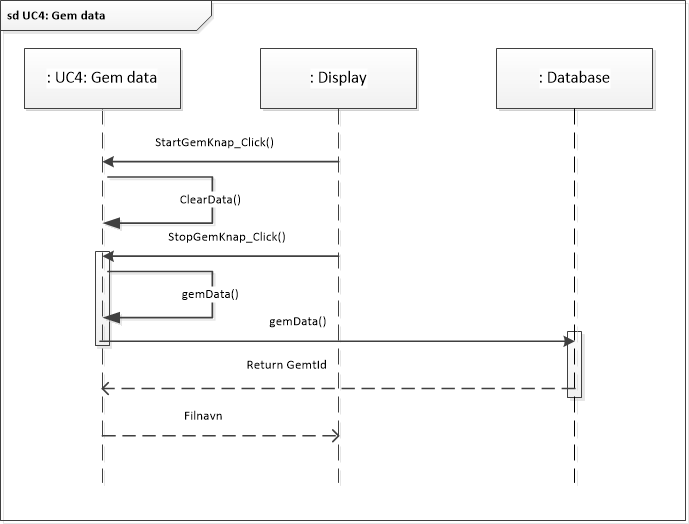 sd UC4: Gem data
: UC4: Gem data
: Display
: Database
StartGemKnap_Click()
ClearData()
StopGemKnap_Click()
gemData()
gemData()
Return GemtId
Filnavn